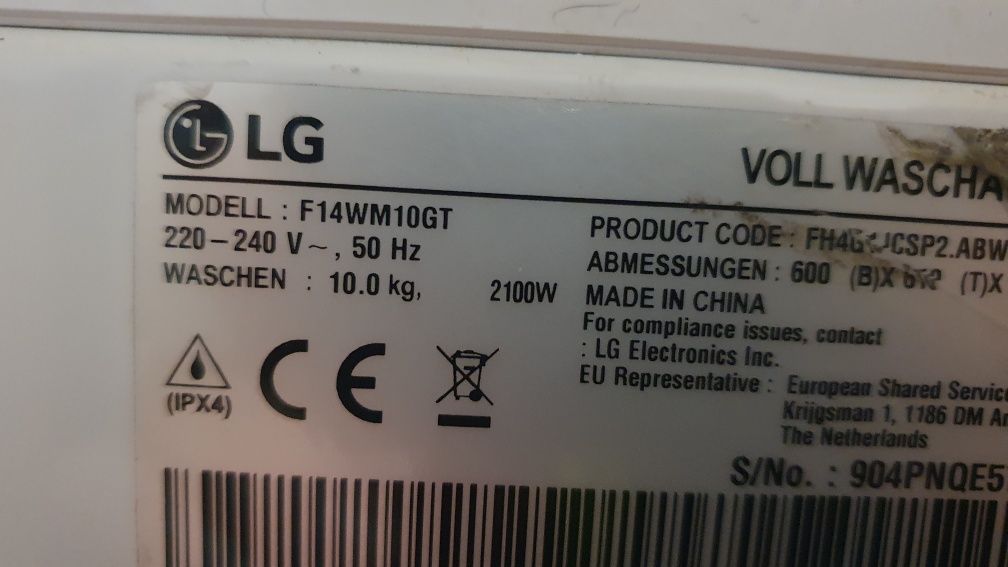 LG
VOLL WASCHA
MODELL : F14WM10GT
220-240 V~, 50 Hz
WASCHEN : 10.0 kg, 2100W
PRODUCT CODE :
ABMESSUNGEN : 600 (B)X (T)X
MADE IN CHINA
For compliance issues, contact
: LG Electronics Inc.
EU Representative : European Shared Servic
Krijgsman 1, 1186 DM A
The Netherlands
(IPX4)
CE
S/No. : 904PNQE5